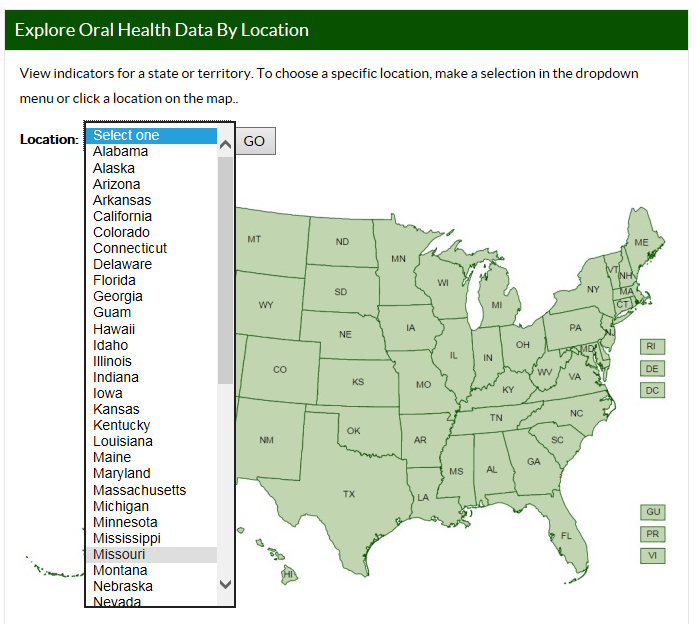 Explore Oral Health Data By Location
View indicators for a state or territory. To choose a specific location, make a selection in the dropdown
menu or click a location on the map..
Location:
Select one
GO
Alabama
Alaska
Arizona
Arkansas
California
Colorado
Connecticut
Delaware
Florida
Georgia
Guam
Hawaii
Idaho
Illinois
Indiana
Iowa
Kansas
Kentucky
Louisiana
Maine
Maryland
Massachusetts
Michigan
Minnesota
Mississippi
Missouri
Montana
Nebraska
Nevada
MT
ND
MN
ME
VT
NH
WI
NY
MA
CT
SD
MI
WY
IA
PA
NJ
NE
OH
RI
MD
IL
IN
CO
WV
DE
VA
KS
MO
KY
DC
NC
TN
OK
AR
SC
NM
GA
MS
AL
TX
LA
GU
FL
PR
VI
HI